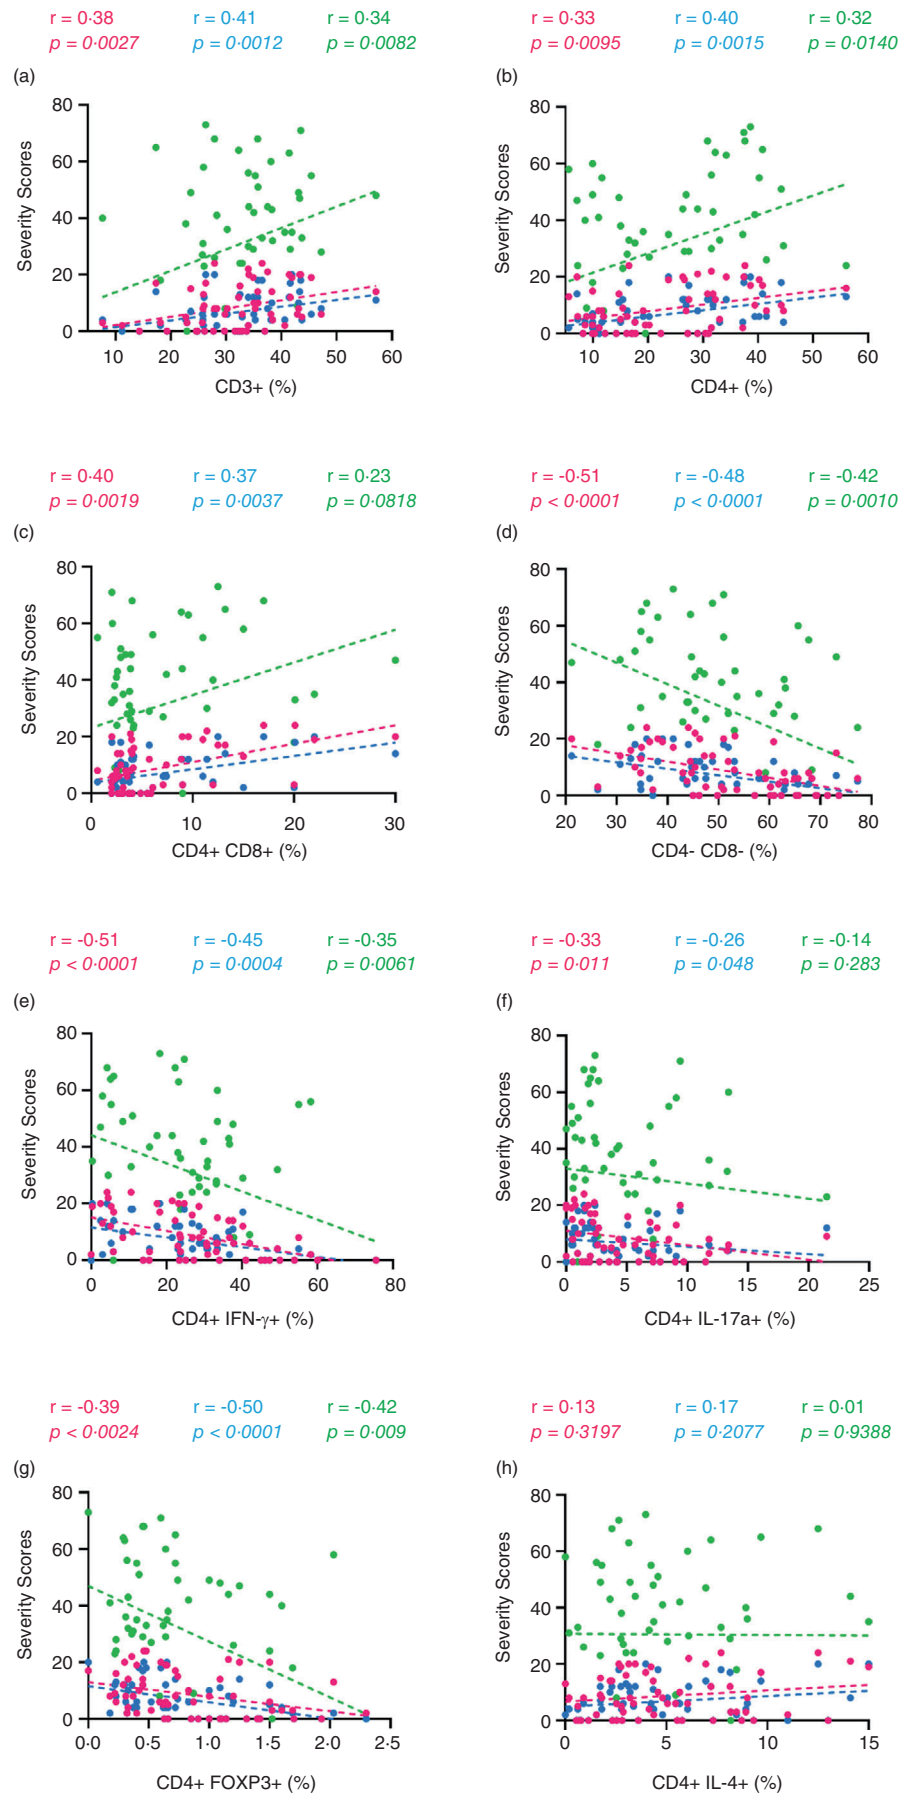 r = 0·38 r = 0·41 r = 0·34
p = 0·0027 p = 0·0012 p = 0·0082
(a)
80
60
40
20
0
Severity Scores
10 20 30 40 50 60
CD3+ (%)
r = 0·33 r = 0·40 r = 0·32
p = 0·0095 p = 0·0015 p = 0·0140
(b)
80
60
40
20
0
Severity Scores
10 20 30 40 50 60
CD4+ (%)
r = 0·40 r = 0·37 r = 0·23
p = 0·0019 p = 0·0037 p = 0·0818
(c)
80
60
40
20
0
Severity Scores
0 10 20 30
CD4+ CD8+ (%)
r = -0·51 r = -0·48 r = -0·42
p < 0·0001 p < 0·0001 p = 0·0010
(d)
80
60
40
20
0
Severity Scores
20 30 40 50 60 70 80
CD4- CD8- (%)
r = -0·51 r = -0·45 r = -0·35
p < 0·0001 p = 0·0004 p = 0·0061
(e)
80
60
40
20
0
Severity Scores
0 20 40 60 80
CD4+ IFN-γ+ (%)
r = -0·33 r = -0·26 r = -0·14
p = 0·011 p = 0·048 p = 0·283
(f)
80
60
40
20
0
Severity Scores
0 5 10 15 20 25
CD4+ IL-17a+ (%)
r = -0·39 r = -0·50 r = -0·42
p < 0·0024 p < 0·0001 p = 0·009
(g)
80
60
40
20
0
Severity Scores
0·0 0·5 1·0 1·5 2·0 2·5
CD4+ FOXP3+ (%)
r = 0·13 r = 0·17 r = 0·01
p = 0·3197 p = 0·2077 p = 0·9388
(h)
80
60
40
20
0
Severity Scores
0 5 10 15
CD4+ IL-4+ (%)